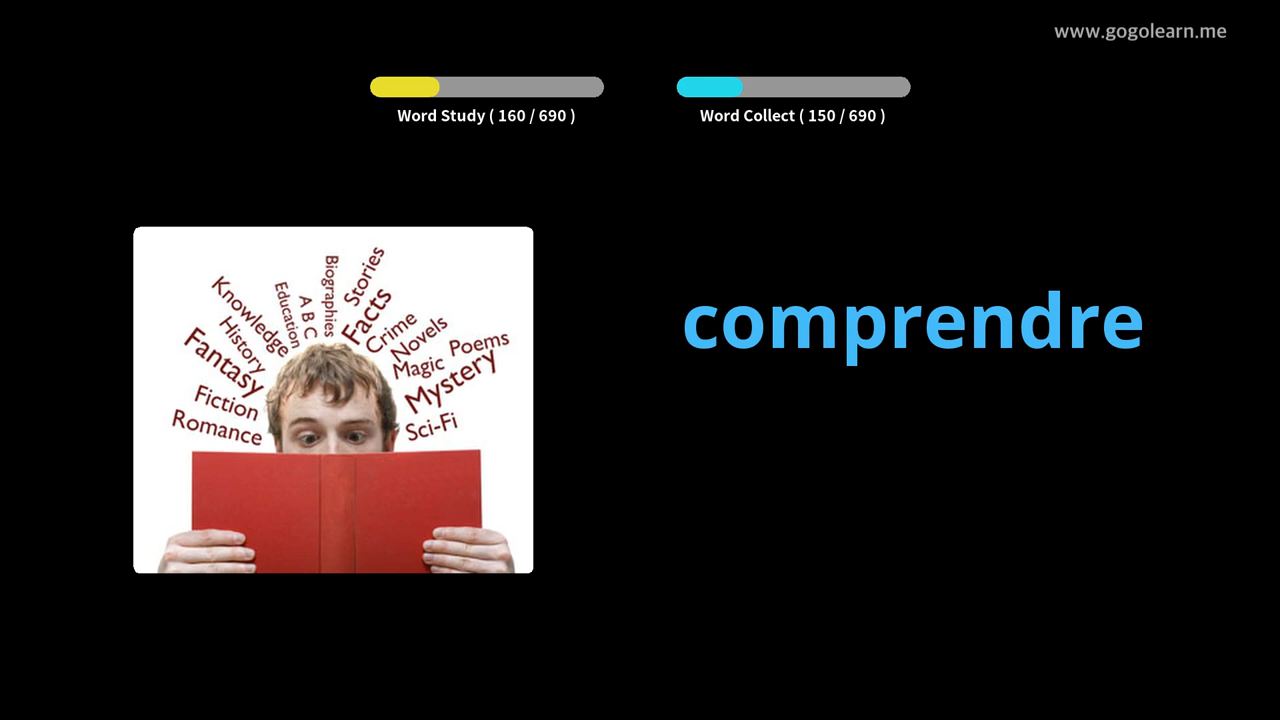 www.gogolearn.me
Word Study ( 160 / 690 )
Word Collect ( 150 / 690 )
comprendre
Knowledge
History
Fantasy
Fiction
Romance
Education
A B C
Biographies
Stories
Facts
Crime
Novels
Magic
Poems
Mystery
Sci-Fi